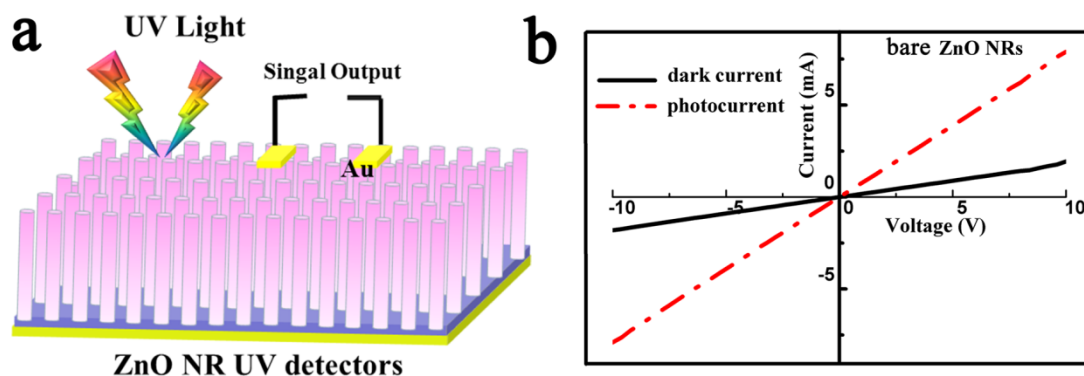 a
UV Light
Singal Output
Au
ZnO NR UV detectors
b
bare ZnO NRs
dark current
photocurrent
Current (mA)
5
0
-5
-10
-5
0
5
10
Voltage (V)